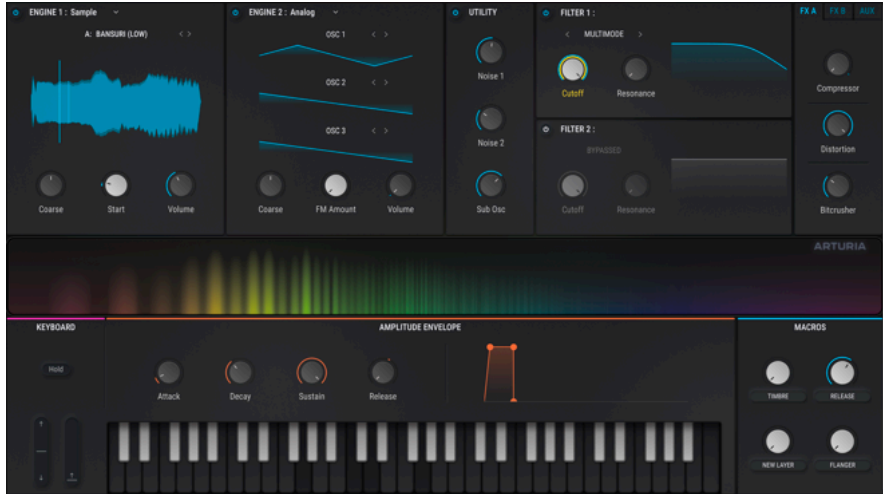 ENGINE 1 : Sample
ENGINE 2 : Analog
UTILITY
FILTER 1 :
FX A
FX B
AUX
A: BANSURI (LOW)
OSC 1
OSC 2
OSC 3
Noise 1
Noise 2
Sub Osc
MULTIMODE
Cutoff
Resonance
FILTER 2 :
BYPASSED
Cutoff
Resonance
Compressor
Distortion
Bitcrusher
Coarse
Start
Volume
Coarse
FM Amount
Volume
ARTURIA
KEYBOARD
AMPLITUDE ENVELOPE
MACROS
Hold
Attack
Decay
Sustain
Release
TIMBRE
RELEASE
NEW LAYER
FLANGER